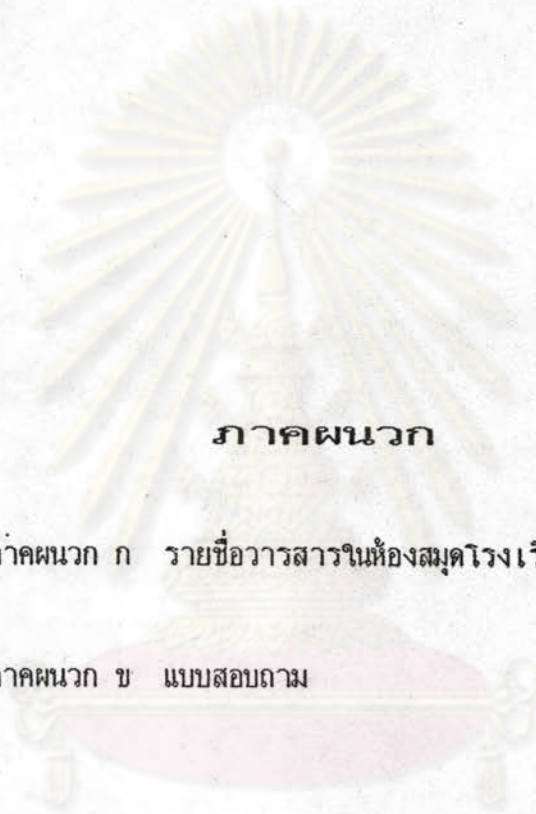 ภาคผนวก
ภาคผนวก ก รายชื่อวารสารในห้องสมุดโรงเรี
ภาคผนวก ข แบบสอบถาม